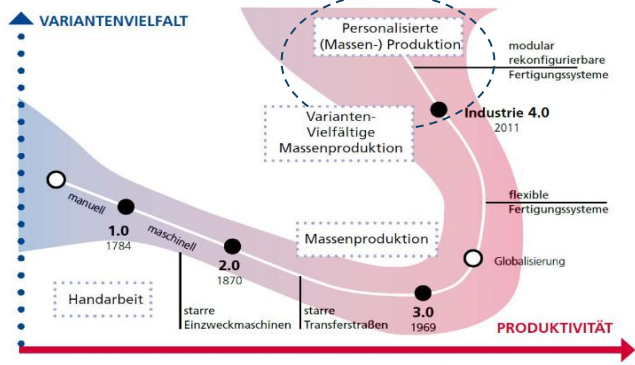 VARIANTENVIELFALT
Personalisierte
(Massen-) Produktion
modular
rekonfigurierbare
Fertigungssysteme
Varianten-
Vielfältige
Massenproduktion
Industrie 4.0
2011
manuell
1.0
1784
maschinell
2.0
1870
flexible
Fertigungssysteme
Massenproduktion
Globalisierung
Handarbeit
starre
Einzweckmaschinen
starre
Transferstraßen
3.0
1969
PRODUKTIVITÄT